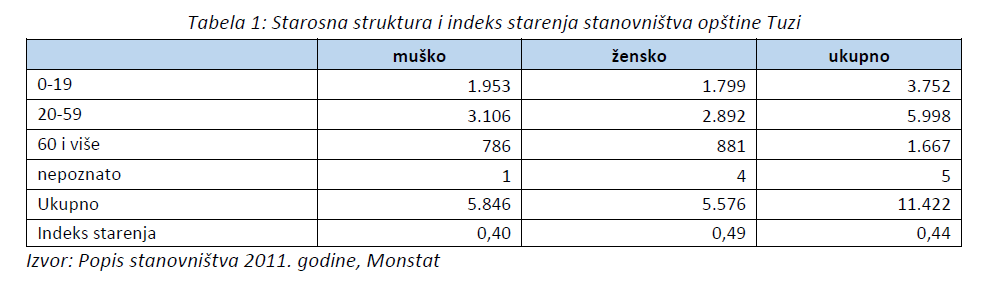 Tabela 1: Starosna struktura i indeks starenja stanovništva opštine Tuzi
muško žensko ukupno
0-19 1.953 1.799 3.752
20-59 3.106 2.892 5.998
60 i više 786 881 1.667
nepoznato 1 4 5
Ukupno 5.846 5.576 11.422
Indeks starenja 0,40 0,49 0,44
Izvor: Popis stanovništva 2011. godine, Monstat